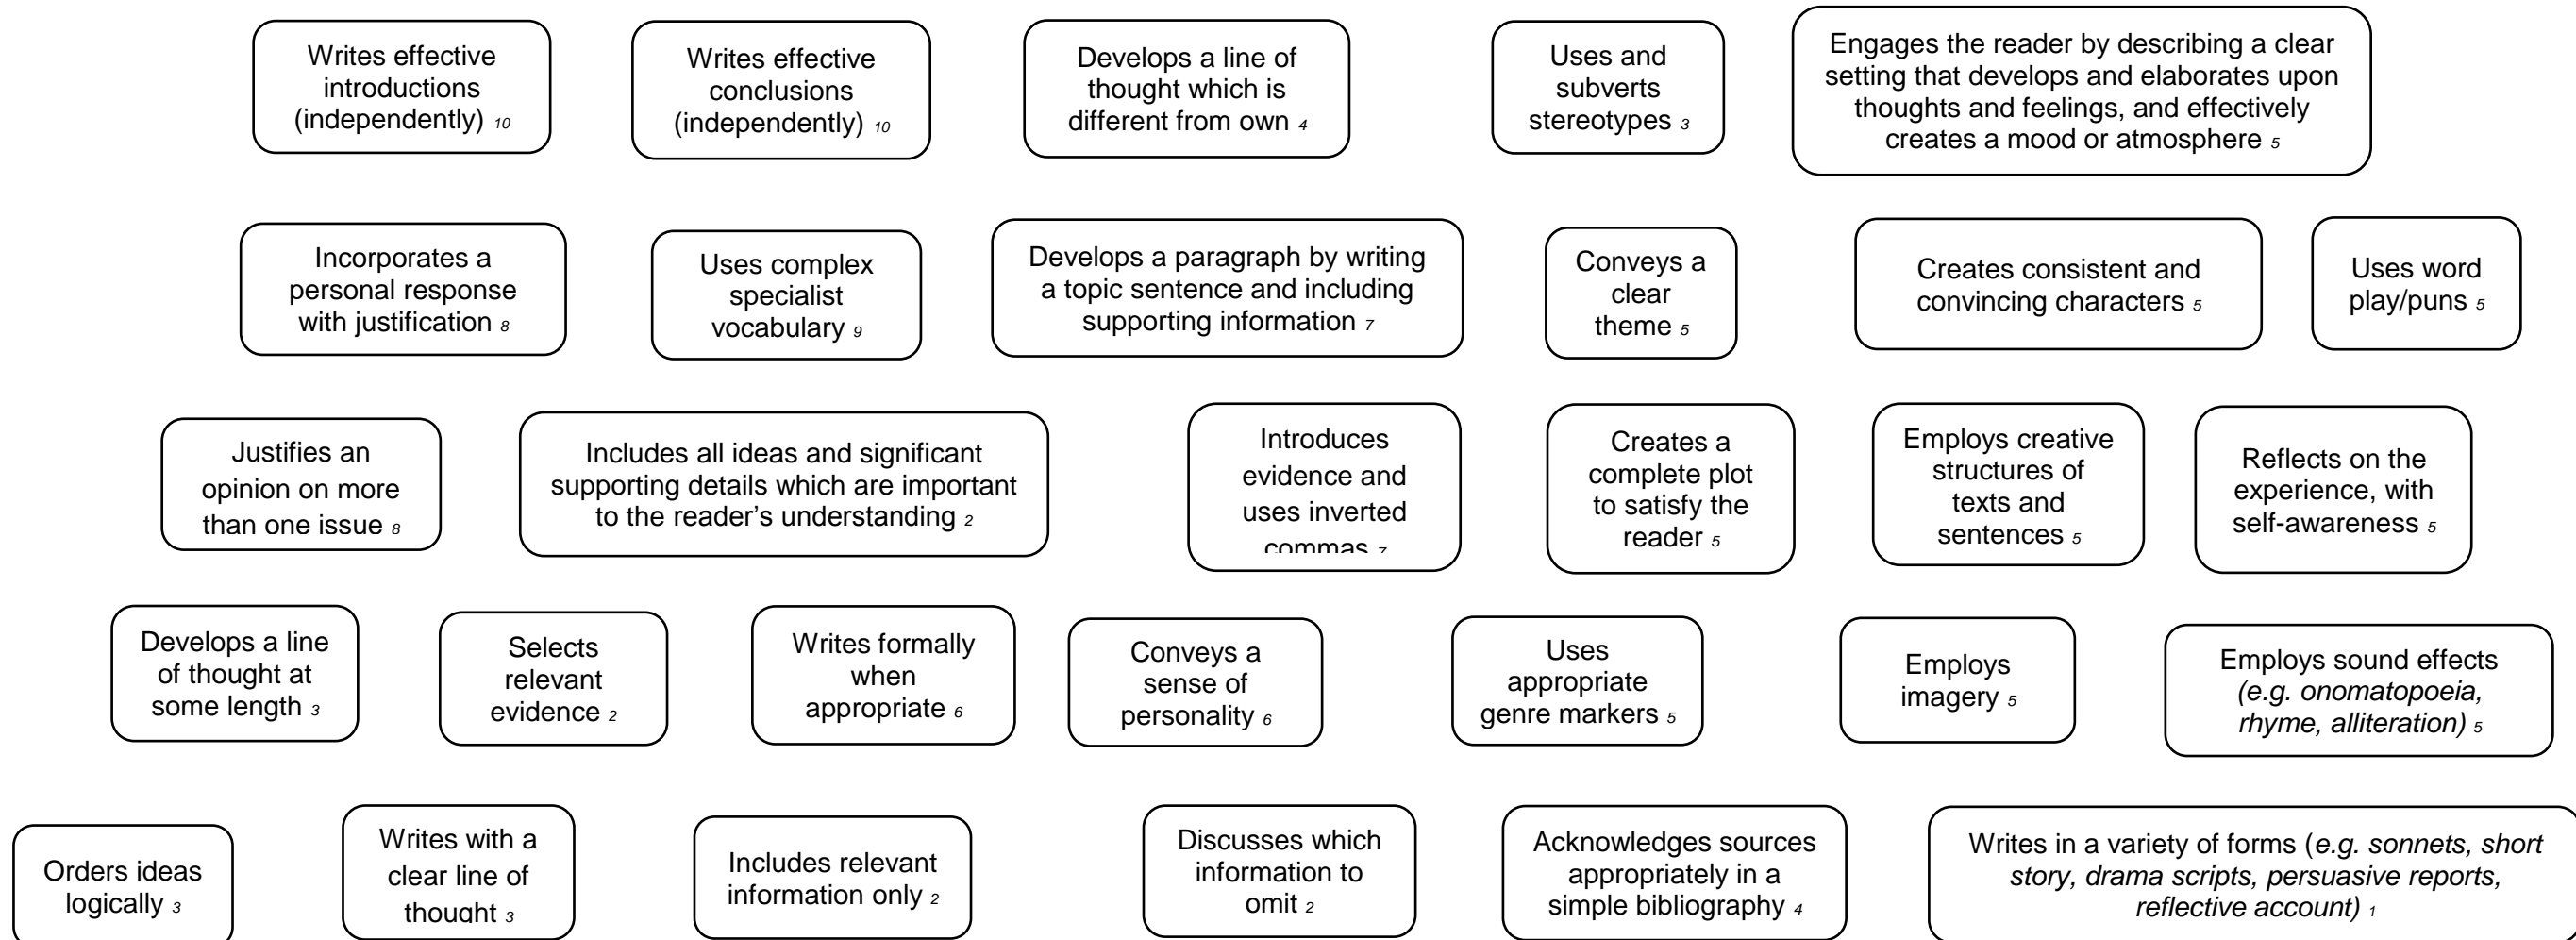 Writes effective
introductions
(independently) 10
Writes effective
conclusions
(independently) 10
Develops a line of
thought which is
different from own 4
Uses and
subverts
stereotypes 3
Engages the reader by describing a clear
setting that develops and elaborates upon
thoughts and feelings, and effectively
creates a mood or atmosphere 5
Incorporates a
personal response
with justification 8
Uses complex
specialist
vocabulary 9
Develops a paragraph by writing
a topic sentence and including
supporting information 7
Conveys a
clear
theme 5
Creates consistent and
convincing characters 5
Uses word
play/puns 5
Justifies an
opinion on more
than one issue 8
Includes all ideas and significant
supporting details which are important
to the reader’s understanding 2
Introduces
evidence and
uses inverted
commas 7
Creates a
complete plot
to satisfy the
reader 5
Employs creative
structures of
texts and
sentences 5
Reflects on the
experience, with
self-awareness 5
Develops a line
of thought at
some length 3
Selects
relevant
evidence 2
Writes formally
when
appropriate 6
Conveys a
sense of
personality 6
Uses
appropriate
genre markers 5
Employs
imagery 5
Employs sound effects
(e.g. onomatopoeia,
rhyme, alliteration) 5
Orders ideas
logically 3
Writes with a
clear line of
thought 3
Includes relevant
information only 2
Discusses which
information to
omit 2
Acknowledges sources
appropriately in a
simple bibliography 4
Writes in a variety of forms (e.g. sonnets, short
story, drama scripts, persuasive reports,
reflective account) 1